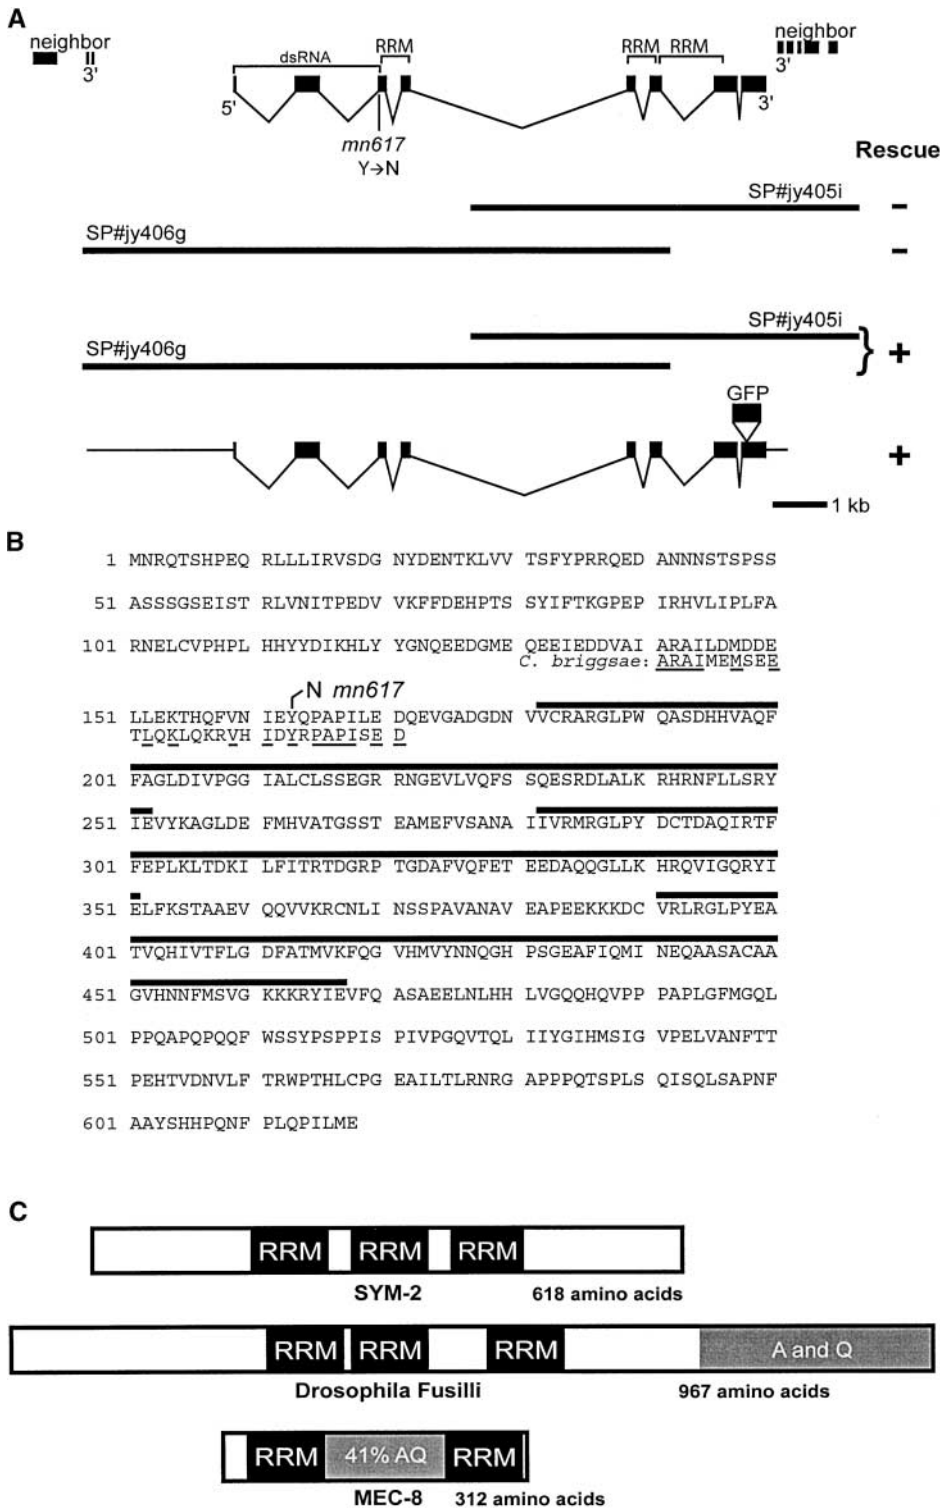 A
neighbor
3'
dsRNA
RRM
RRM RRM
neighbor
3'
5'
3'
mn617
Y→N
Rescue
SP#jy405i
-
SP#jy406g
-
SP#jy405i
SP#jy406g
} +
GFP
+
1 kb
B
1 MNRQTSHPEQ RLLLIRVSDG NYDENTKLVV TSFYPRRQED ANNNSTSPSS
51 ASSSGSEIST RLVNITPEDV VKFFDEHPTS SYIFTKGPEP IRHVLIPLFA
101 RNELCVPHPL HHYYDIKHLY YGNQEEDGME QEEIEDDVAI ARAILDMDDE
C. briggsae: ARAIMEMSEE
N mn617
151 LLEKTHQFVN IEYQPAPILE DQEVGADGDN VVCRARGLPW QASDHHVAQF
TLQKLQKRVH IDYRPAPISE D
201 FAGLDIVPGG IALCLSSEGR RNGEVLVQFS SQESRDLALK RHRNFLLSRY
251 IEVYKAGLDE FMHVATGSST EAMEFVSANA IIVRMRGLPY DCTDAQIRTF
301 FEPLKLTDKI LFITRTDGRP TGDAFVQFET EEDAQQGLLK HRQVIGQRYI
351 ELFKSTAAEV QQVVKRCNLI NSSPAVANAV EAPEEKKKDC VRLRGLPYEA
401 TVQHIVTFLG DFATMVKFQG VHMVYNNQGH PSGEAFIQMI NEQAASACAA
451 GVHNNFMSVG KKKRYIEVFQ ASAEELNLHH LVGQQHQVPP PAPLGFMGQL
501 PPQAPQPQQF WSSYPSPPIS PIVPGQVTQL IIYGIHMSIG VPELVANFTT
551 PEHTVDNVLF TRWPTHLCPG EAILTLRNRG APPPQTSPLS QISQLSAPNF
601 AAYSHHPQNF PLQPILME
C
RRM RRM RRM
SYM-2 618 amino acids
RRM RRM RRM A and Q
Drosophila Fusilli 967 amino acids
RRM 41% AQ RRM
MEC-8 312 amino acids